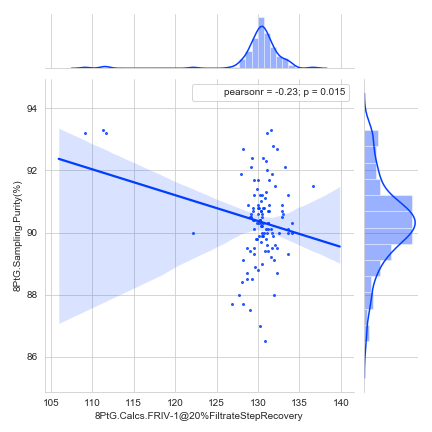 pearsonr = -0.23; p = 0.015
94
92
90
88
86
8PtG.Sampling.Purity(%)
105 110 115 120 125 130 135 140
8PtG.Calcs.FRIV-1@20%FiltrateStepRecovery